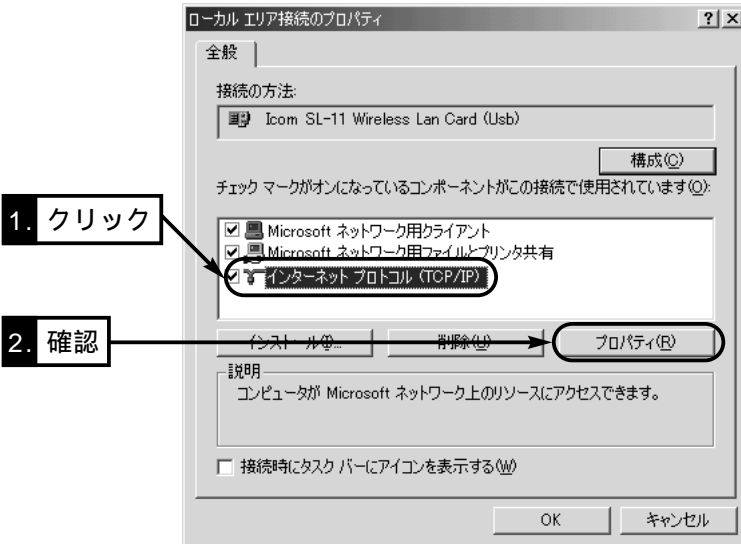 ローカル エリア接続のプロパティ
全般
接続の方法:
Icom SL-11 Wireless Lan Card (Usb)
構成(C)
チェック マークがオンになっているコンポーネントがこの接続で使用されています(O):
1. クリック
Microsoft ネットワーク用クライアント
Microsoft ネットワーク用ファイルとプリンタ共有
インターネット プロトコル (TCP/IP)
2. 確認
インストール(I)...
削除(U)
プロパティ(R)
説明
コンピュータが Microsoft ネットワーク上のリソースにアクセスできます。
接続時にタスク バーにアイコンを表示する(W)
OK
キャンセル